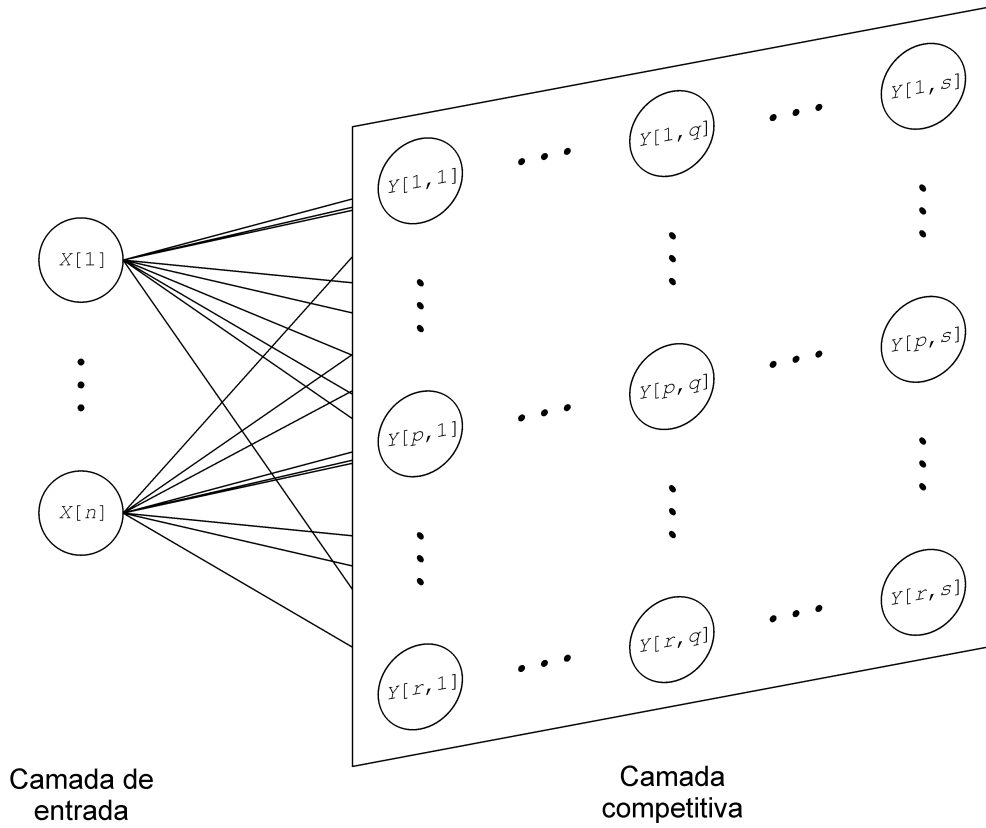 Y[1,1]
Y[1,q]
Y[1,s]
X[1]
Y[p,1]
Y[p,q]
Y[p,s]
X[n]
Y[r,1]
Y[r,q]
Y[r,s]
Camada de
entrada
Camada
competitiva